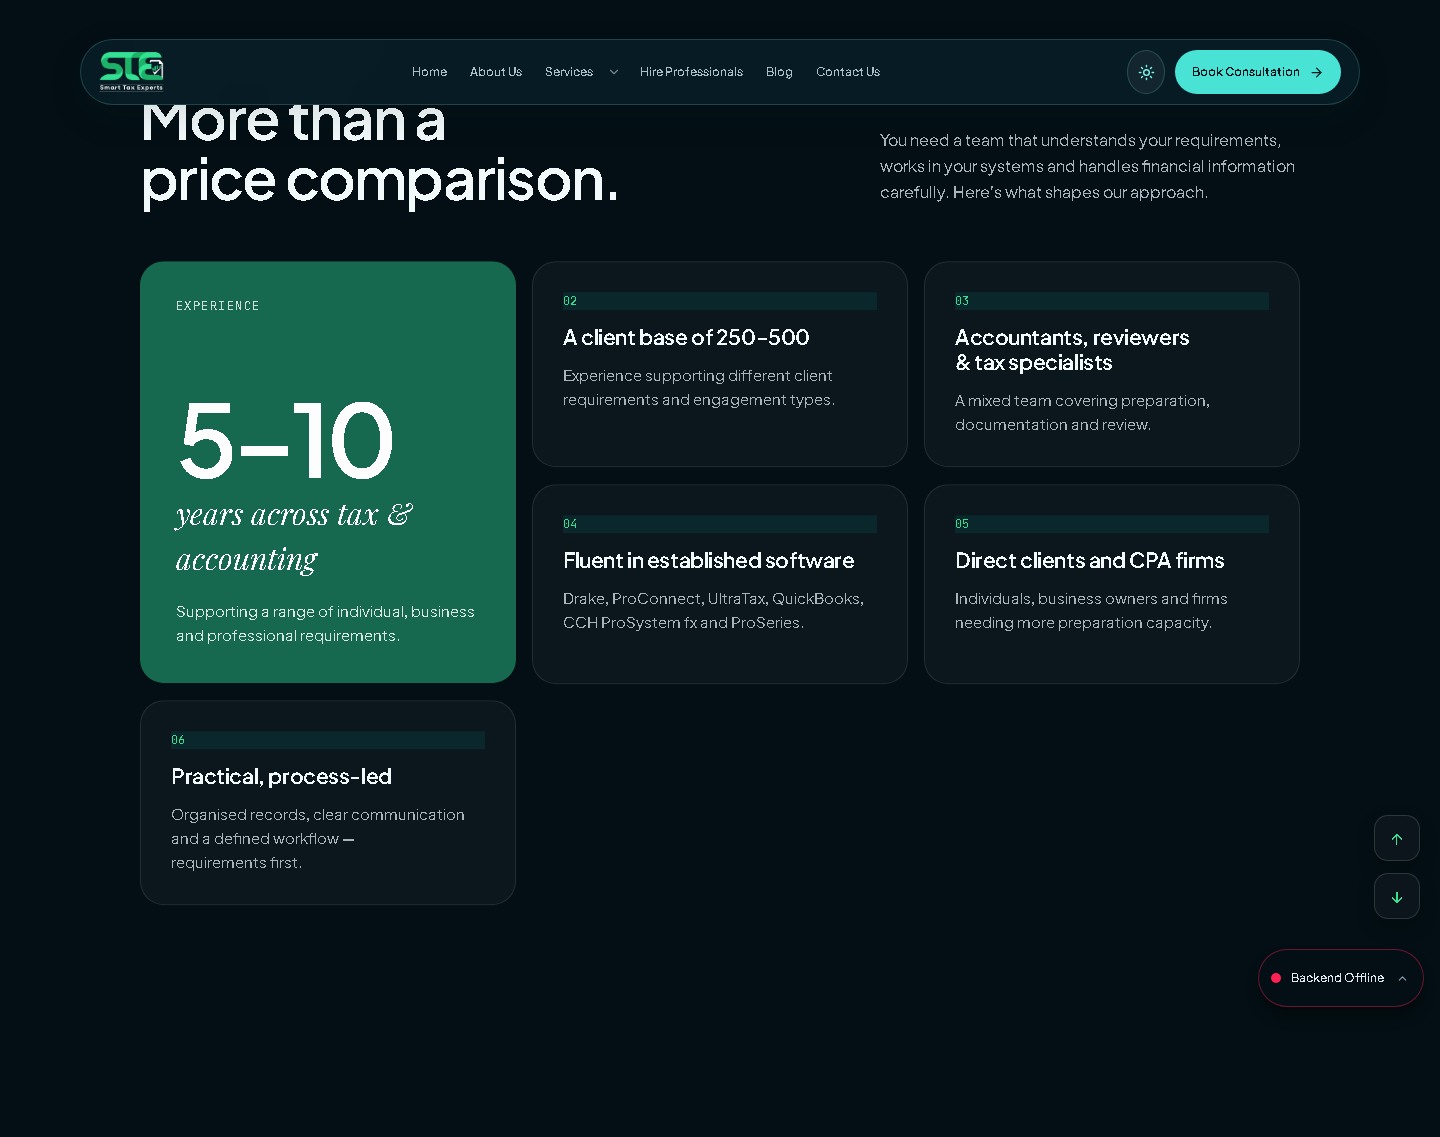 STE
Smart Tax Experts
Home
About Us
Services
Hire Professionals
Blog
Contact Us
Book Consultation
More than a
price comparison.
You need a team that understands your requirements,
works in your systems and handles financial information
carefully. Here's what shapes our approach.
EXPERIENCE
5–10
years across tax &
accounting
Supporting a range of individual, business
and professional requirements.
02
A client base of 250–500
Experience supporting different client
requirements and engagement types.
03
Accountants, reviewers
& tax specialists
A mixed team covering preparation,
documentation and review.
04
Fluent in established software
Drake, ProConnect, UltraTax, QuickBooks,
CCH ProSystem fx and ProSeries.
05
Direct clients and CPA firms
Individuals, business owners and firms
needing more preparation capacity.
06
Practical, process-led
Organised records, clear communication
and a defined workflow —
requirements first.
Backend Offline